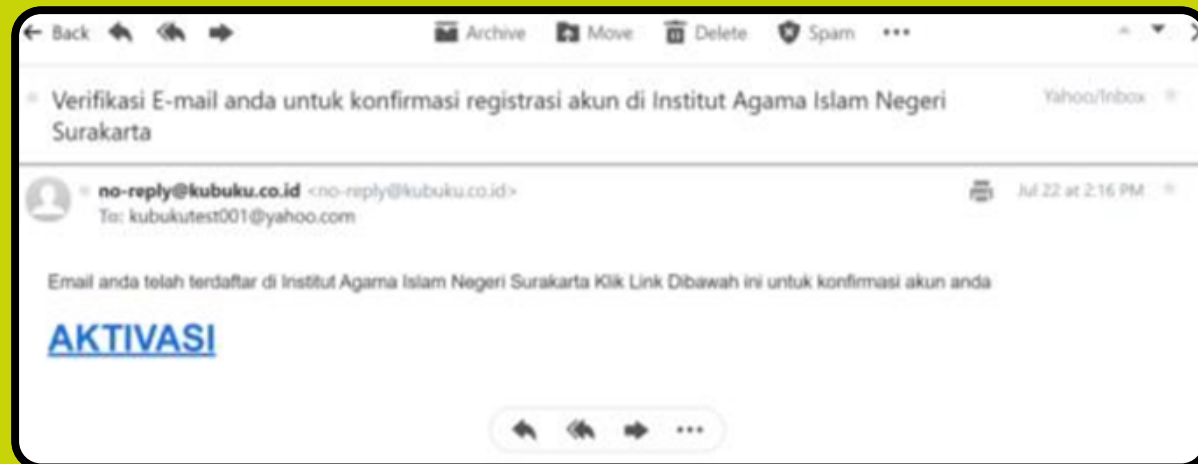 Back Archive Move Delete Spam
Verifikasi E-mail anda untuk konfirmasi registrasi akun di Institut Agama Islam Negeri
Surakarta
Yahoo/Inbox
no-reply@kubuku.co.id <no-reply@kubuku.co.id>
Jul 22 at 2:16 PM
To: kubukutest001@yahoo.com
Email anda telah terdaftar di Institut Agama Islam Negeri Surakarta Klik Link Dibawah ini untuk konfirmasi akun anda
AKTIVASI